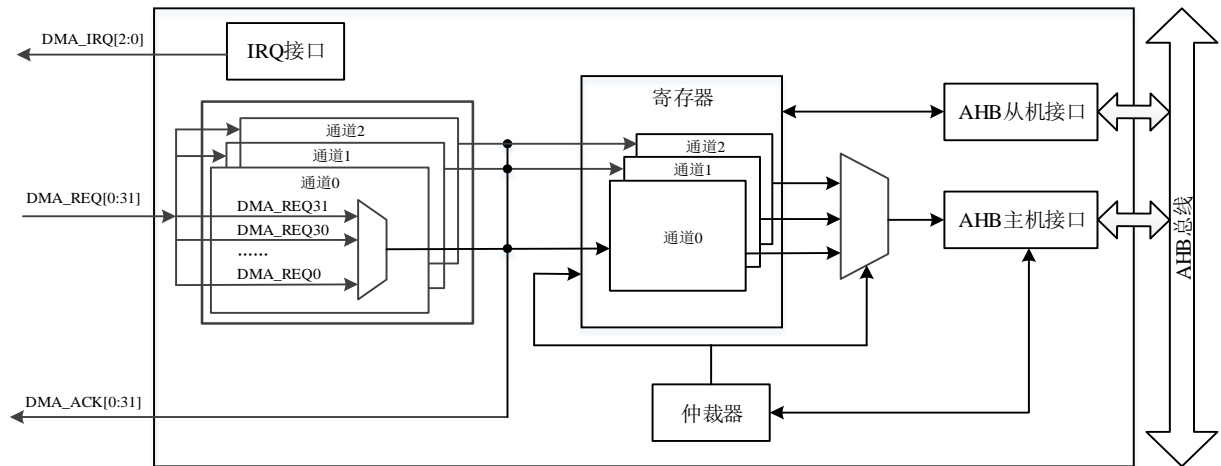 DMA_IRQ[2:0]
IRQ接口
寄存器
AHB从机接口
通道2
通道1
通道0
通道2
通道1
通道0
DMA_REQ[0:31]
DMA_REQ31
DMA_REQ30
......
DMA_REQ0
AHB主机接口
AHB总线
DMA_ACK[0:31]
仲裁器